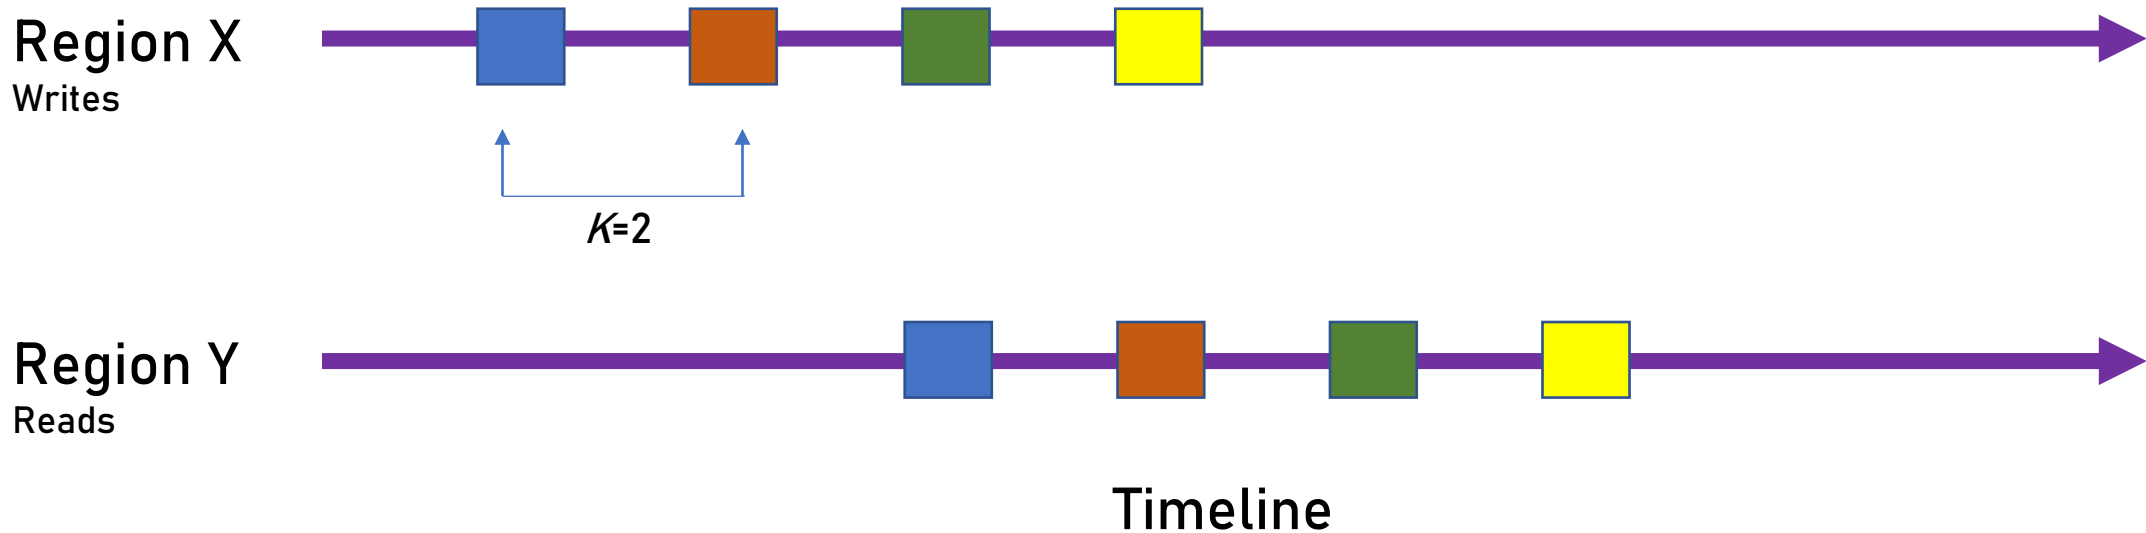 Region X
Writes
K=2
Region Y
Reads
Timeline